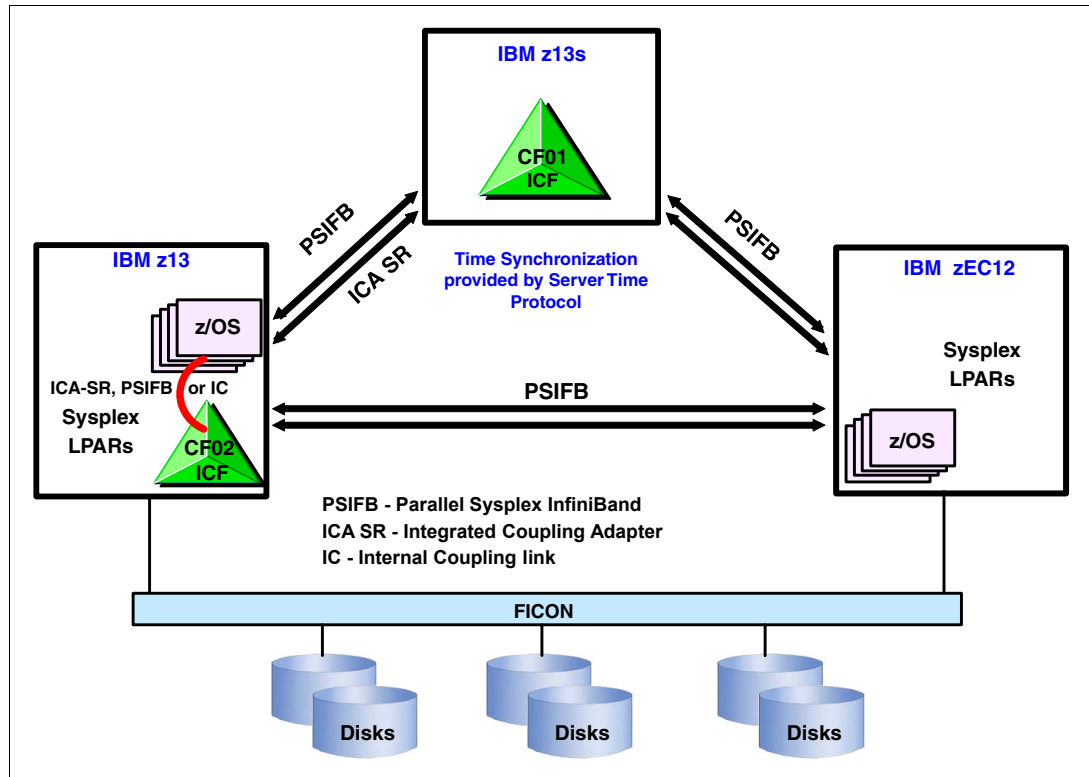 IBM z13s
CF01
ICF
PSIFB
ICA SR
PSIFB
Time Synchronization
provided by Server Time
Protocol
IBM z13
z/OS
ICA-SR, PSIFB or IC
Sysplex
LPARs
CF02
ICF
IBM zEC12
Sysplex
LPARs
z/OS
PSIFB
PSIFB - Parallel Sysplex InfiniBand
ICA SR - Integrated Coupling Adapter
IC - Internal Coupling link
FICON
Disks
Disks
Disks